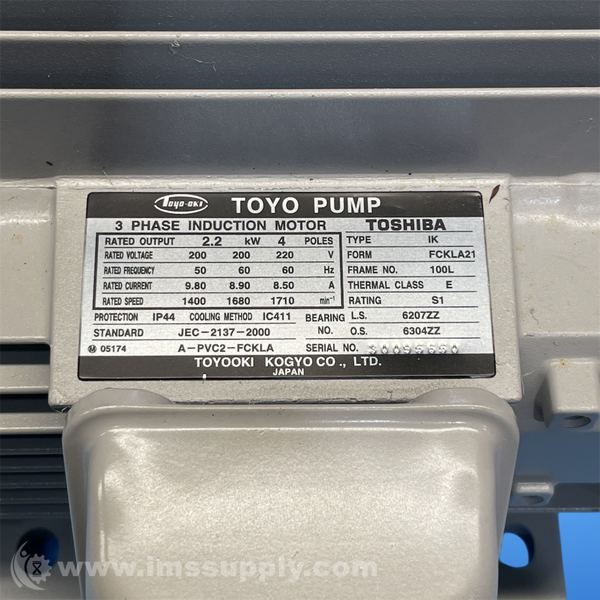 TOYO-OKI TOYO PUMP
3 PHASE INDUCTION MOTOR TOSHIBA
RATED OUTPUT 2.2 kW 4 POLES TYPE IK
RATED VOLTAGE 200 200 220 V FORM FCKLA21
RATED FREQUENCY 50 60 60 Hz FRAME NO. 100L
RATED CURRENT 9.80 8.90 8.50 A THERMAL CLASS E
RATED SPEED 1400 1680 1710 min⁻¹ RATING S1
PROTECTION IP44 COOLING METHOD IC411 BEARING NO. L.S. 6207ZZ
STANDARD JEC-2137-2000 O.S. 6304ZZ
M 05174 A-PVC2-FCKLA SERIAL NO.
TOYOOKI KOGYO CO., LTD.
JAPAN
www.imssupply.com